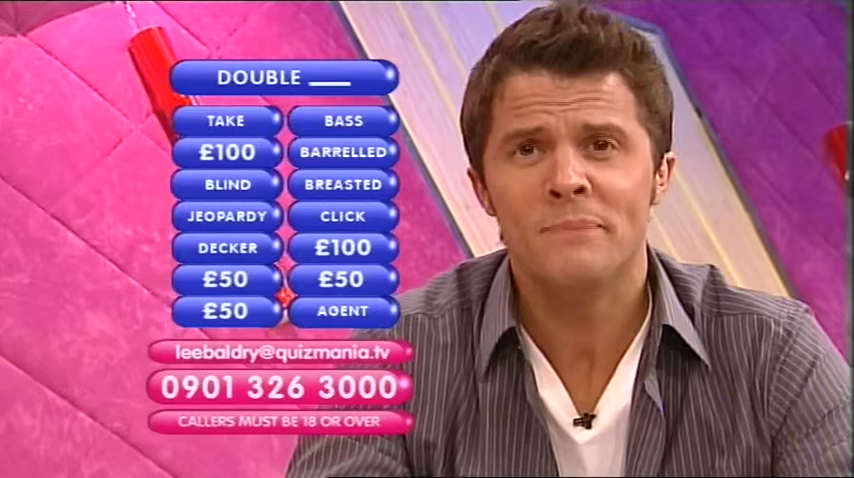 DOUBLE ____
TAKE BASS
£100 BARRELLED
BLIND BREASTED
JEOPARDY CLICK
DECKER £100
£50 £50
£50 AGENT
leebaldry@quizmania.tv
0901 326 3000
CALLERS MUST BE 18 OR OVER